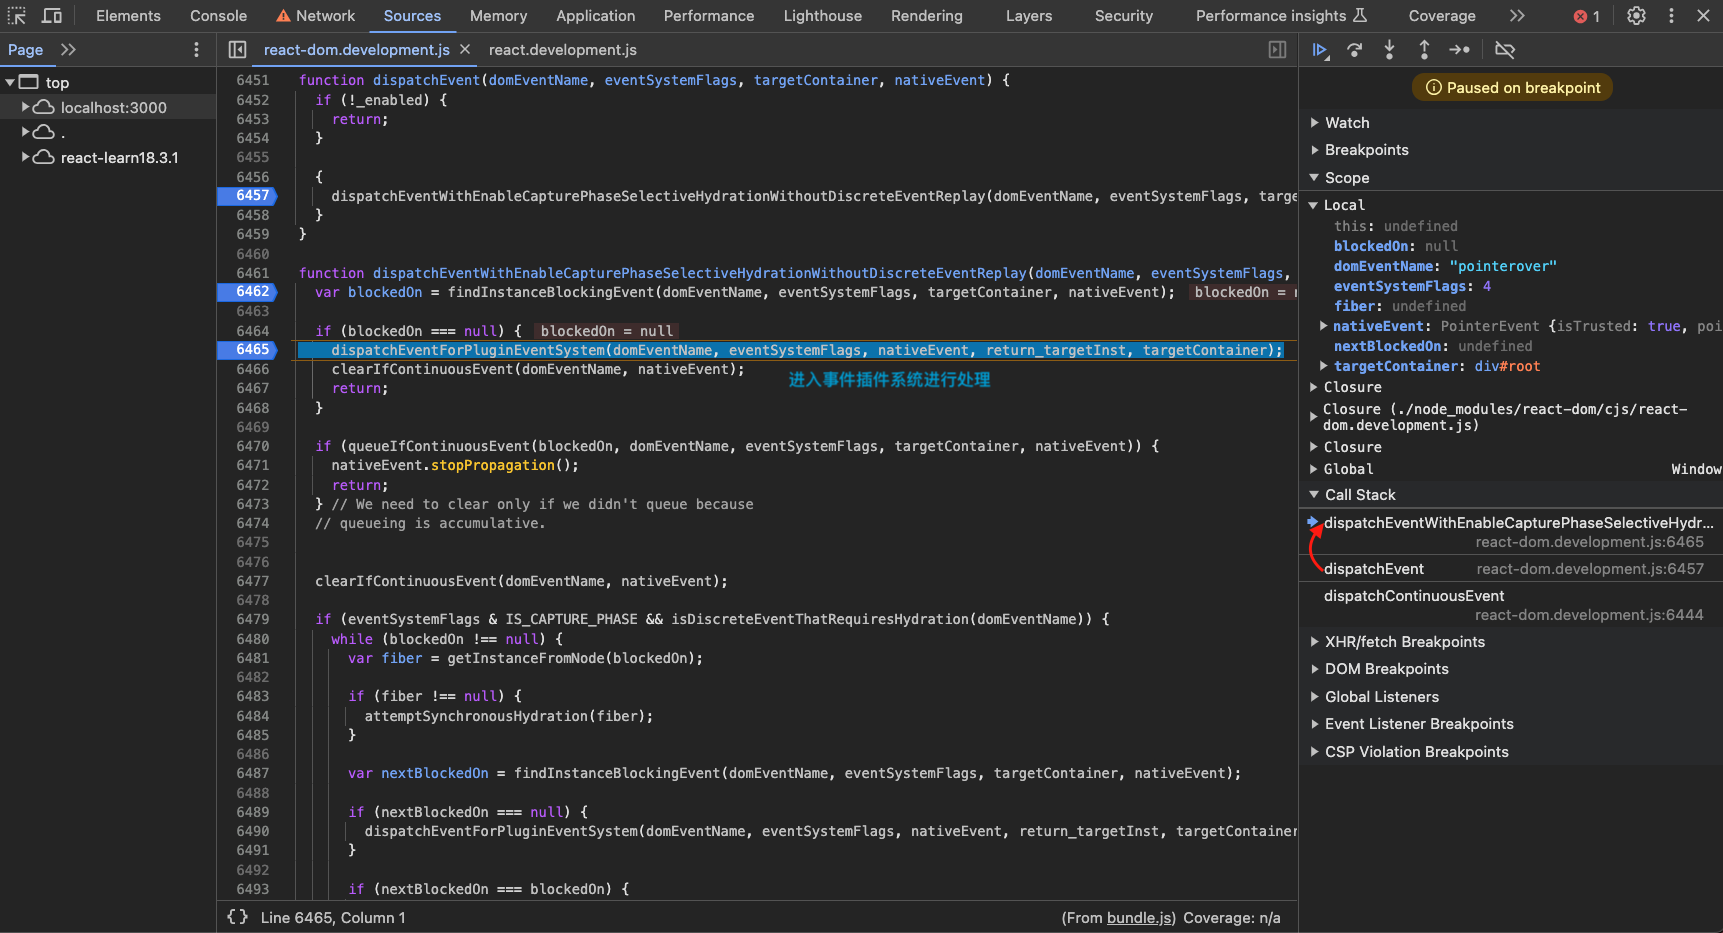 Elements Console Network Sources Memory Application Performance Lighthouse Rendering Layers Security Performance insights Coverage 1
Page
react-dom.development.js react.development.js
top
localhost:3000
.
react-learn18.3.1
6451 function dispatchEvent(domEventName, eventSystemFlags, targetContainer, nativeEvent) {
6452 if (!_enabled) {
6453 return;
6454 }
6455
6456 {
6457 dispatchEventWithEnableCapturePhaseSelectiveHydrationWithoutDiscreteEventReplay(domEventName, eventSystemFlags, targe
6458 }
6459 }
6460
6461 function dispatchEventWithEnableCapturePhaseSelectiveHydrationWithoutDiscreteEventReplay(domEventName, eventSystemFlags,
6462 var blockedOn = findInstanceBlockingEvent(domEventName, eventSystemFlags, targetContainer, nativeEvent); blockedOn = n
6463
6464 if (blockedOn === null) { blockedOn = null
6465 dispatchEventForPluginEventSystem(domEventName, eventSystemFlags, nativeEvent, return_targetInst, targetContainer);
6466 clearIfContinuousEvent(domEventName, nativeEvent);
进入事件插件系统进行处理
6467 return;
6468 }
6469
6470 if (queueIfContinuousEvent(blockedOn, domEventName, eventSystemFlags, targetContainer, nativeEvent)) {
6471 nativeEvent.stopPropagation();
6472 return;
6473 } // We need to clear only if we didn't queue because
6474 // queueing is accumulative.
6475
6476
6477 clearIfContinuousEvent(domEventName, nativeEvent);
6478
6479 if (eventSystemFlags & IS_CAPTURE_PHASE && isDiscreteEventThatRequiresHydration(domEventName)) {
6480 while (blockedOn !== null) {
6481 var fiber = getInstanceFromNode(blockedOn);
6482
6483 if (fiber !== null) {
6484 attemptSynchronousHydration(fiber);
6485 }
6486
6487 var nextBlockedOn = findInstanceBlockingEvent(domEventName, eventSystemFlags, targetContainer, nativeEvent);
6488
6489 if (nextBlockedOn === null) {
6490 dispatchEventForPluginEventSystem(domEventName, eventSystemFlags, nativeEvent, return_targetInst, targetContainer
6491 }
6492
6493 if (nextBlockedOn === blockedOn) {
{} Line 6465, Column 1 (From bundle.js) Coverage: n/a
Paused on breakpoint
Watch
Breakpoints
Scope
Local
this: undefined
blockedOn: null
domEventName: "pointerover"
eventSystemFlags: 4
fiber: undefined
nativeEvent: PointerEvent {isTrusted: true, poi
nextBlockedOn: undefined
targetContainer: div#root
Closure
Closure (./node_modules/react-dom/cjs/react-
dom.development.js)
Closure
Global Window
Call Stack
dispatchEventWithEnableCapturePhaseSelectiveHydr...
react-dom.development.js:6465
dispatchEvent react-dom.development.js:6457
dispatchContinuousEvent
react-dom.development.js:6444
XHR/fetch Breakpoints
DOM Breakpoints
Global Listeners
Event Listener Breakpoints
CSP Violation Breakpoints